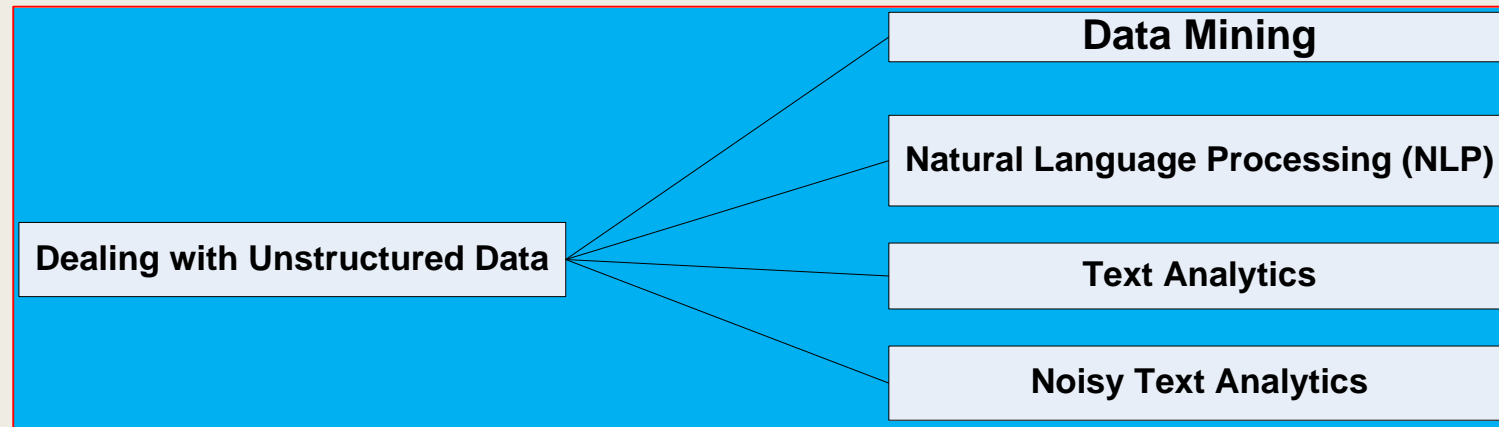 Data Mining
Natural Language Processing (NLP)
Dealing with Unstructured Data
Text Analytics
Noisy Text Analytics